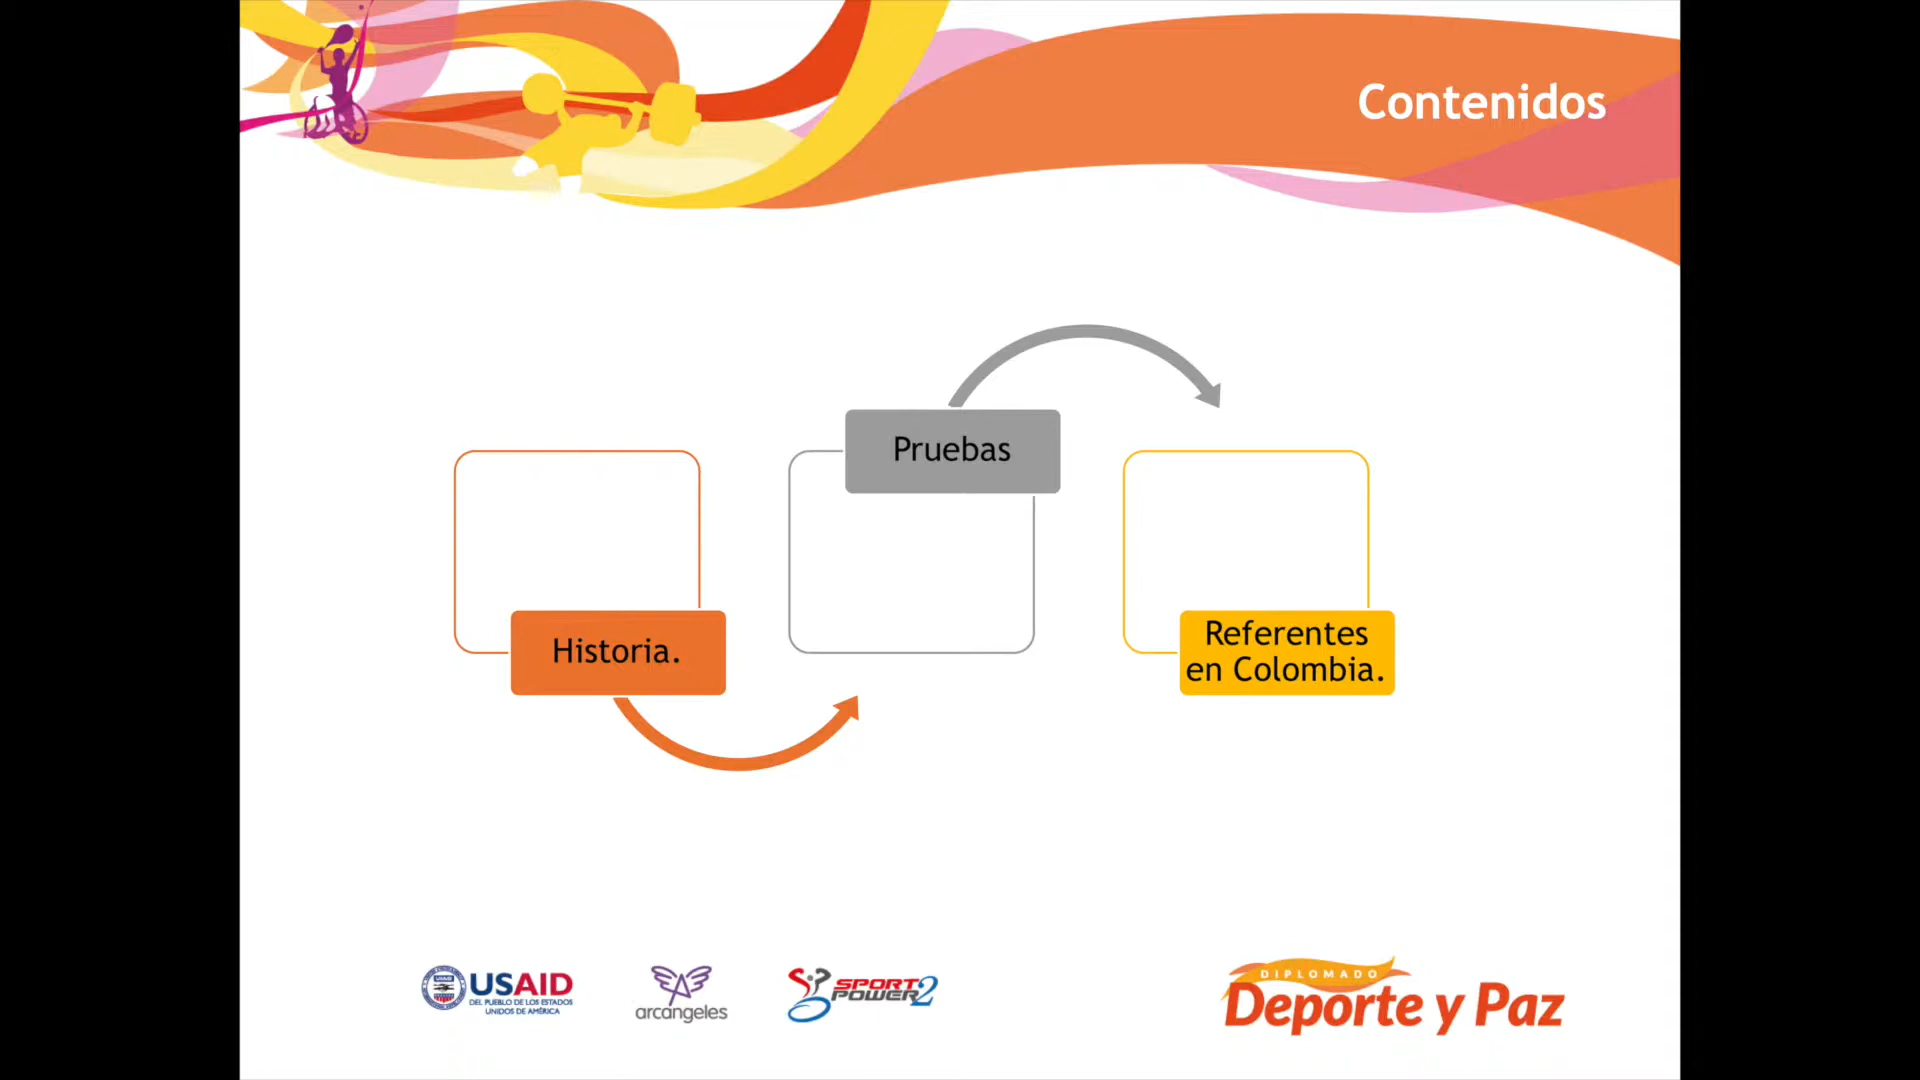 Contenidos
Pruebas
Historia.
Referentes
en Colombia.
USAID
USAID
DEL PUEBLO DE LOS ESTADOS
UNIDOS DE AMÉRICA
arcángeles
SPORT
POWER2
DIPLOMADO
Deporte y Paz